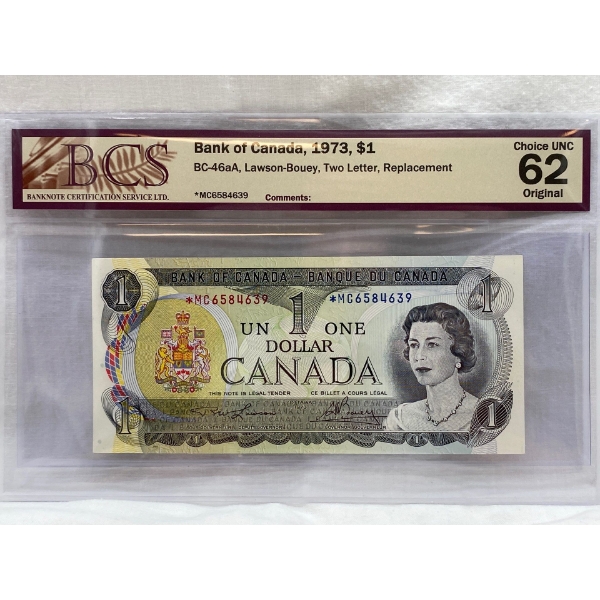 BCS
BANKNOTE CERTIFICATION SERVICE LTD.
Bank of Canada, 1973, $1
BC-46aA, Lawson-Bouey, Two Letter, Replacement
*MC6584639 Comments:
Choice UNC
62
Original
1 BANK OF CANADA – BANQUE DU CANADA 1
*MC6584639 *MC6584639
UN 1 ONE
DOLLAR
CANADA
THIS NOTE IS LEGAL TENDER CE BILLET A COURS LÉGAL
1 1